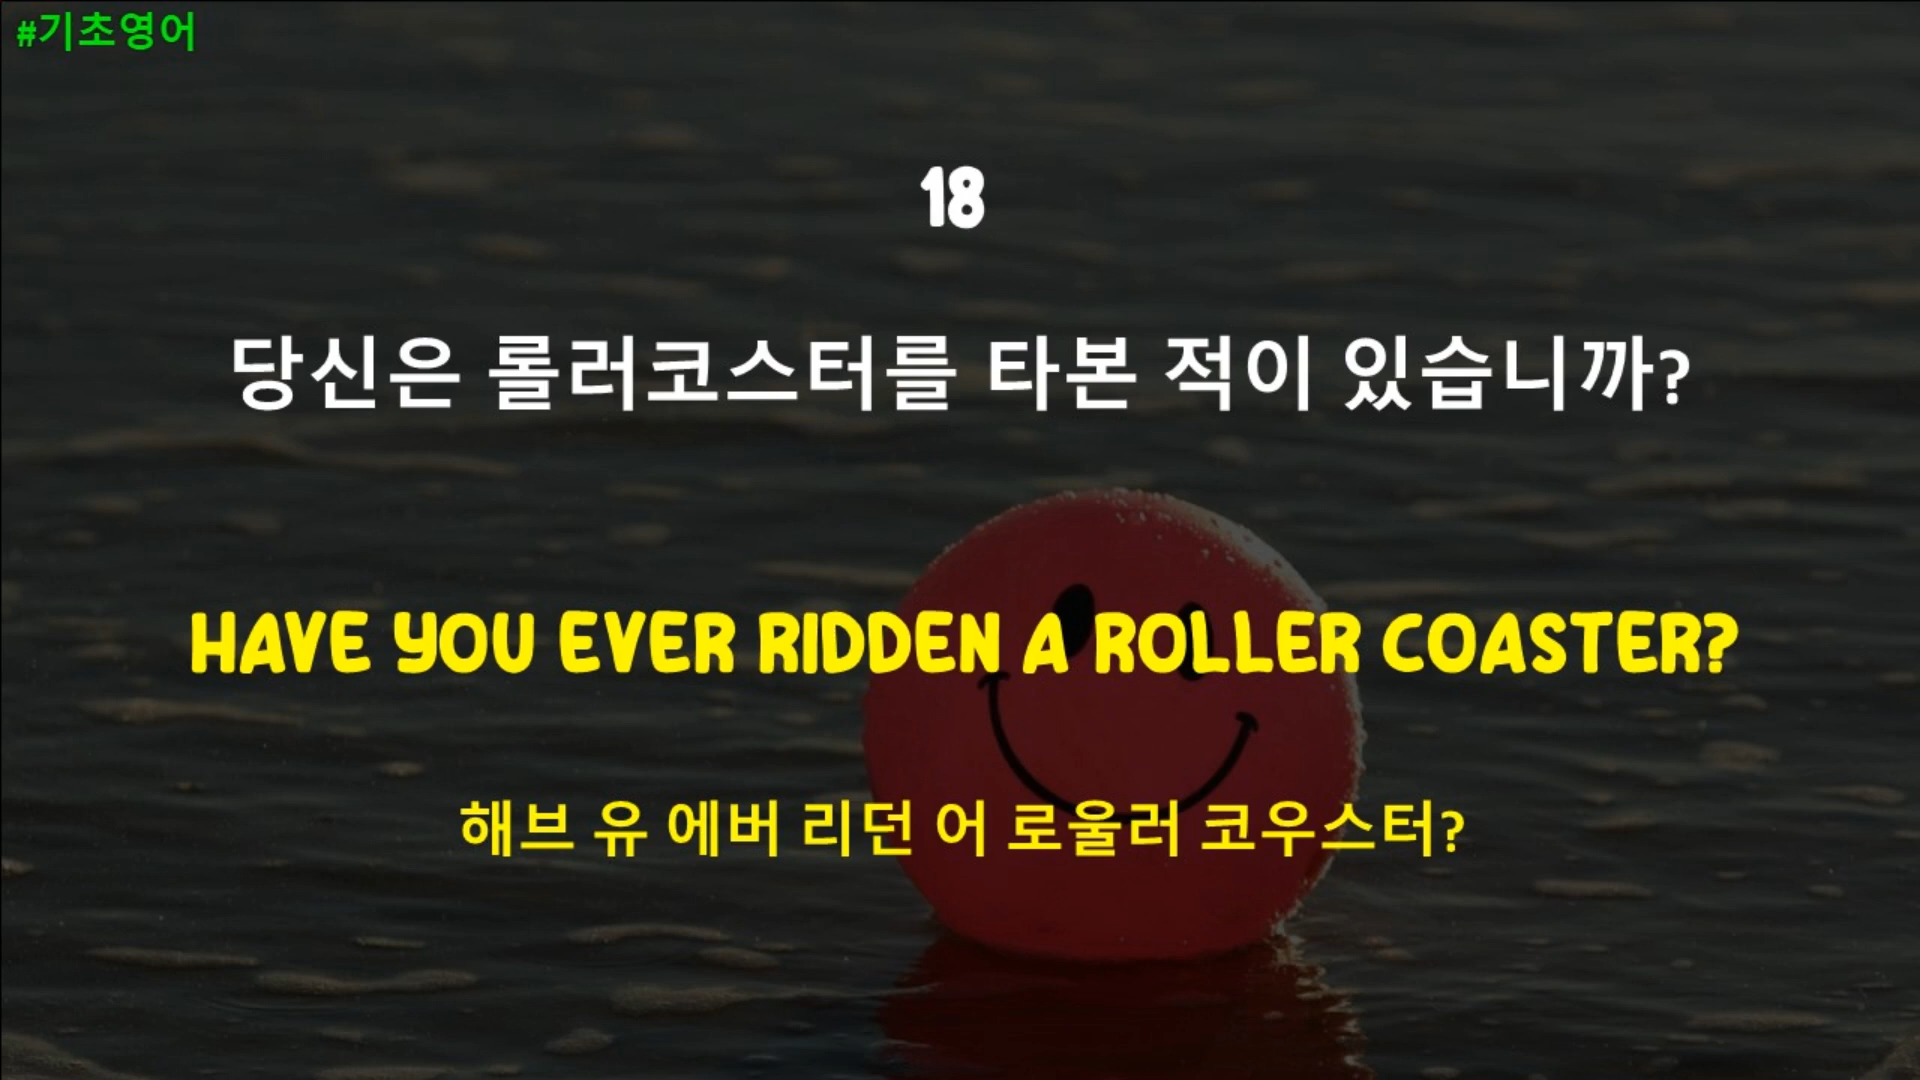 #기초영어
18
당신은 롤러코스터를 타본 적이 있습니까?
HAVE YOU EVER RIDDEN A ROLLER COASTER?
해브 유 에버 리던 어 로울러 코우스터?